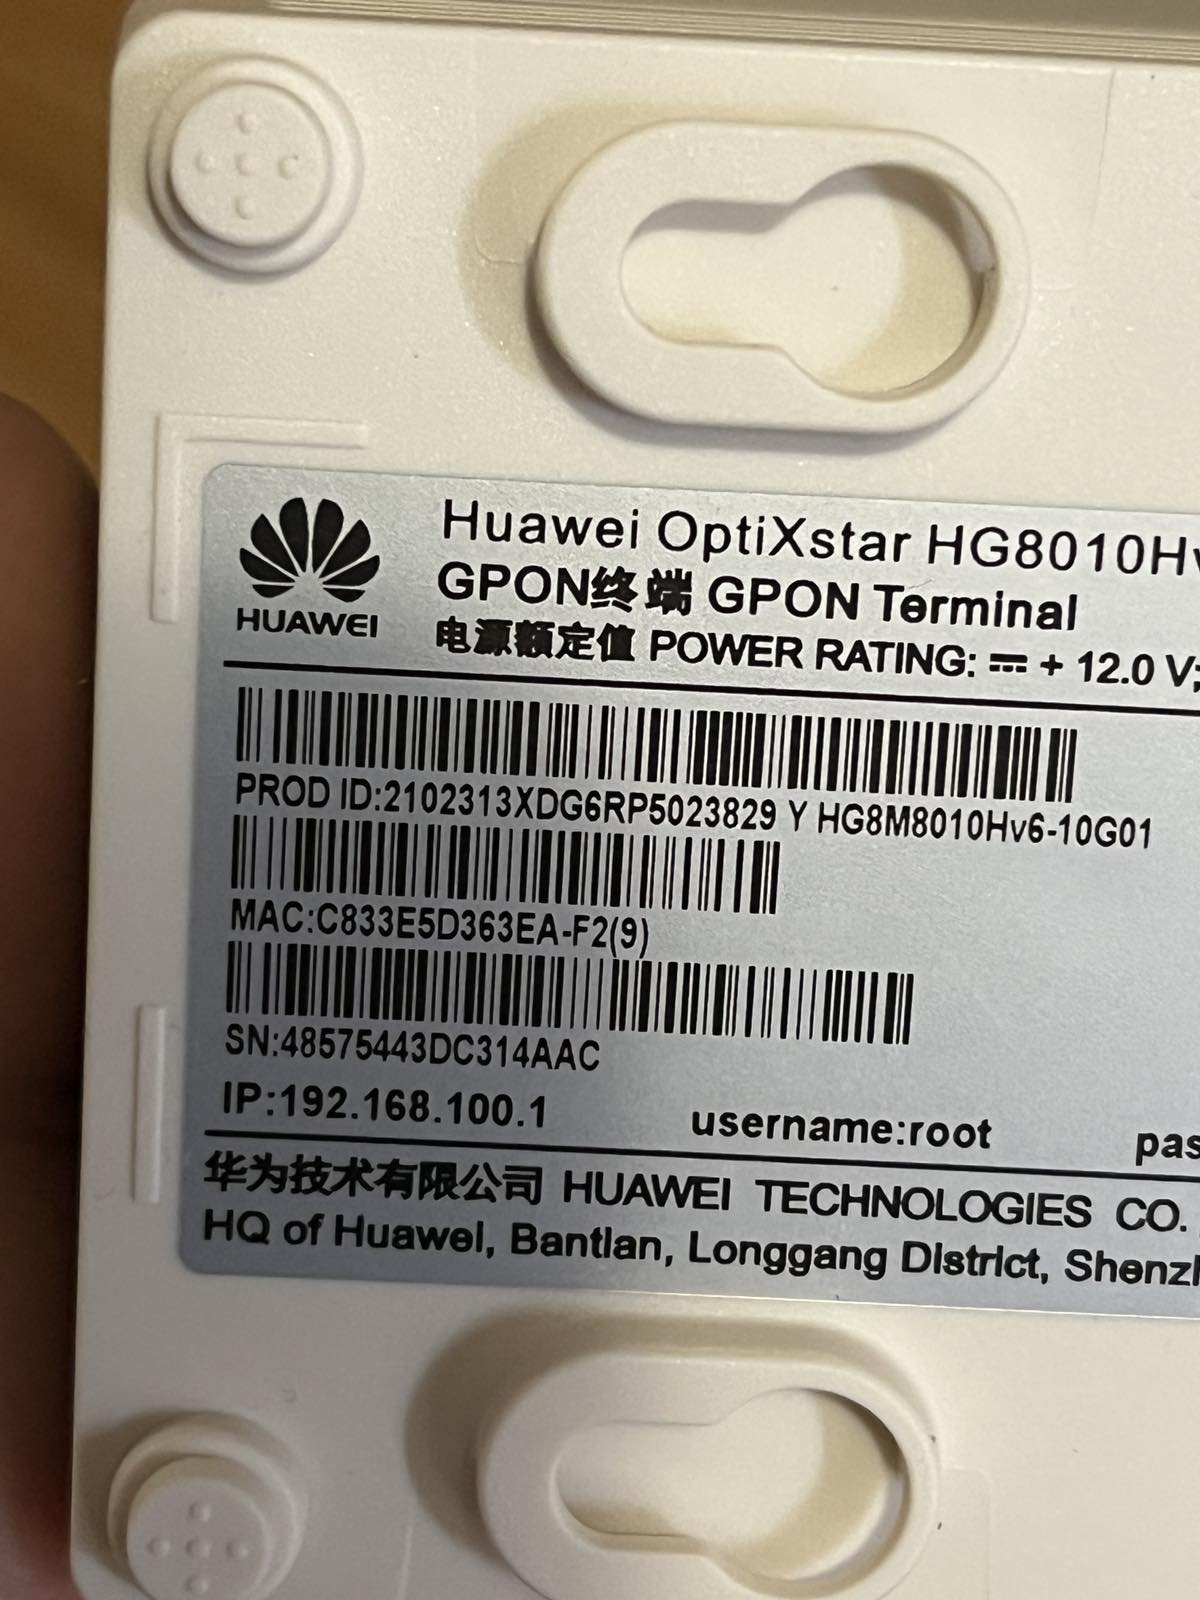 Huawei OptiXstar HG8010Hv
GPON终端 GPON Terminal
HUAWEI
电源额定值 POWER RATING: ⎓ + 12.0 V;
PROD ID:2102313XDG6RP5023829 Y HG8M8010Hv6-10G01
MAC:C833E5D363EA-F2(9)
SN:48575443DC314AAC
IP:192.168.100.1 username:root pas
华为技术有限公司 HUAWEI TECHNOLOGIES CO.
HQ of Huawei, Bantian, Longgang District, Shenzh